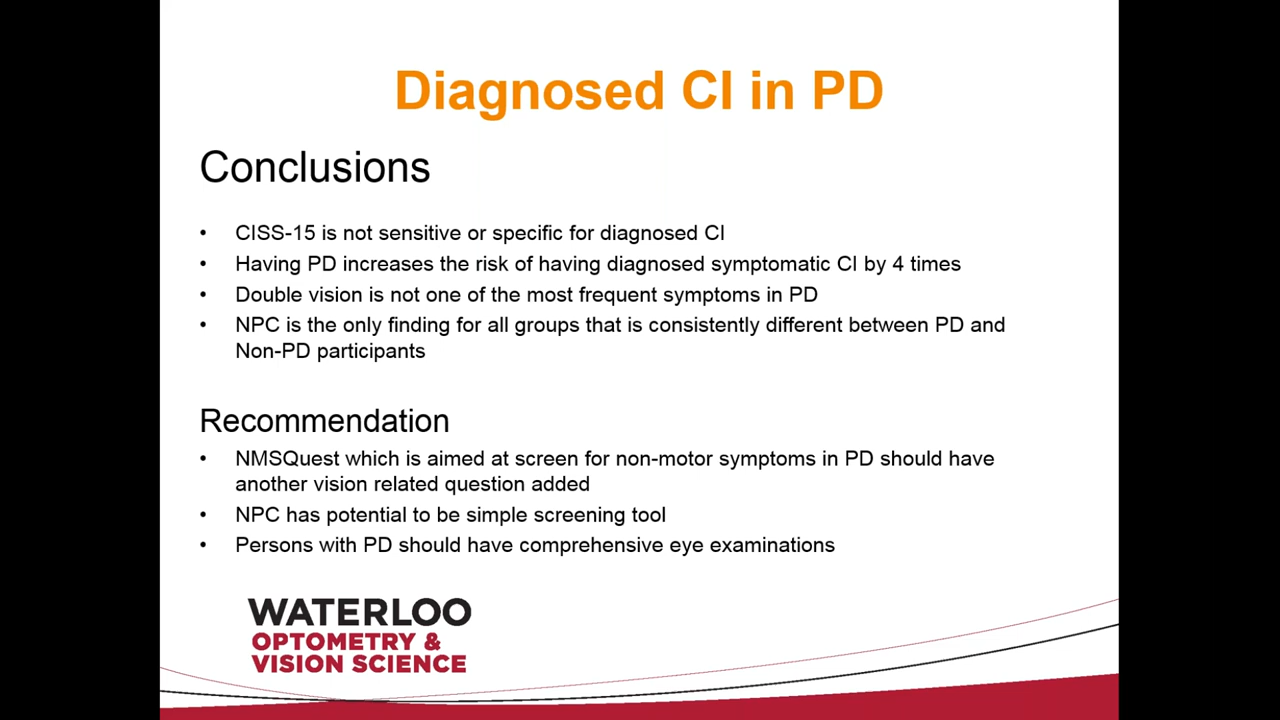 Diagnosed CI in PD
Conclusions
• CISS-15 is not sensitive or specific for diagnosed CI
• Having PD increases the risk of having diagnosed symptomatic CI by 4 times
• Double vision is not one of the most frequent symptoms in PD
• NPC is the only finding for all groups that is consistently different between PD and
Non-PD participants
Recommendation
• NMSQuest which is aimed at screen for non-motor symptoms in PD should have
another vision related question added
• NPC has potential to be simple screening tool
• Persons with PD should have comprehensive eye examinations
WATERLOO
OPTOMETRY &
VISION SCIENCE